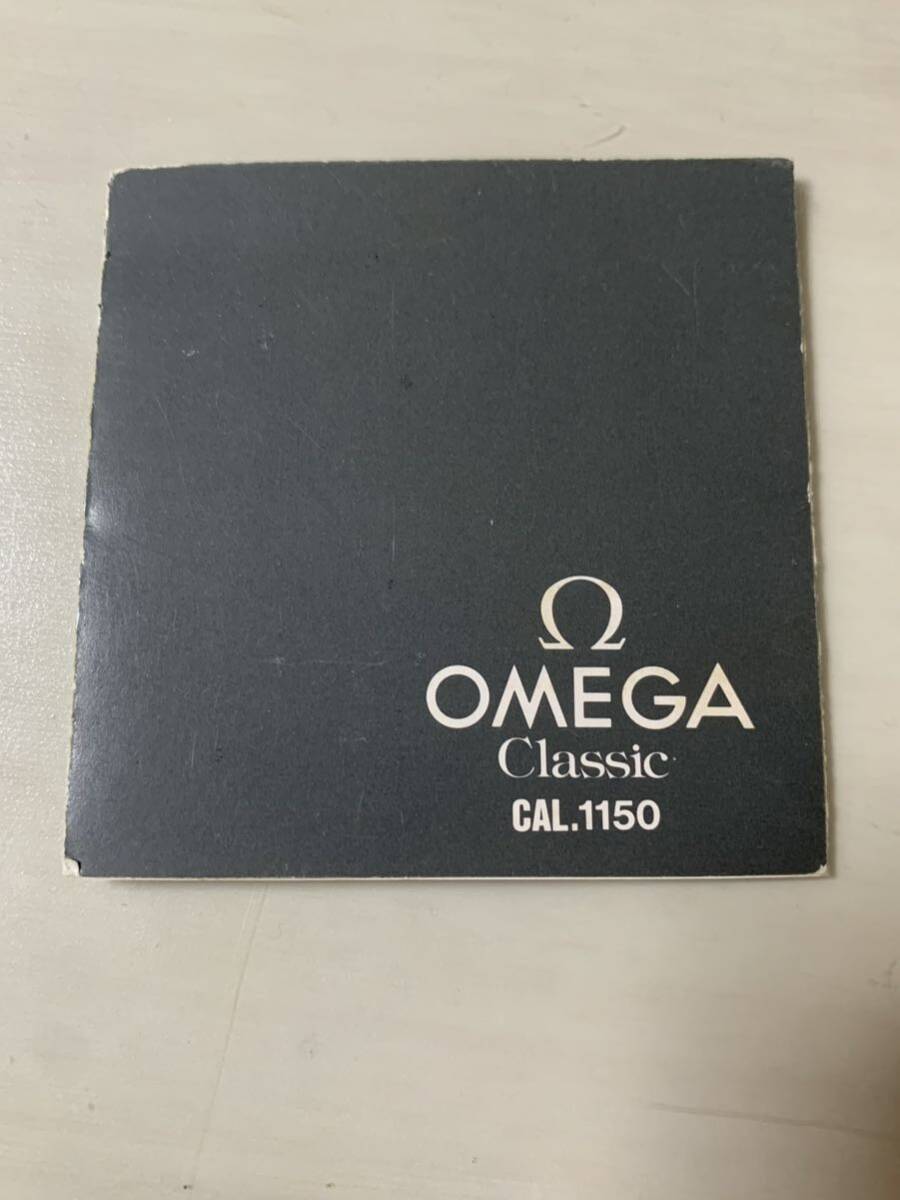 Ω
OMEGA
Classic
CAL.1150